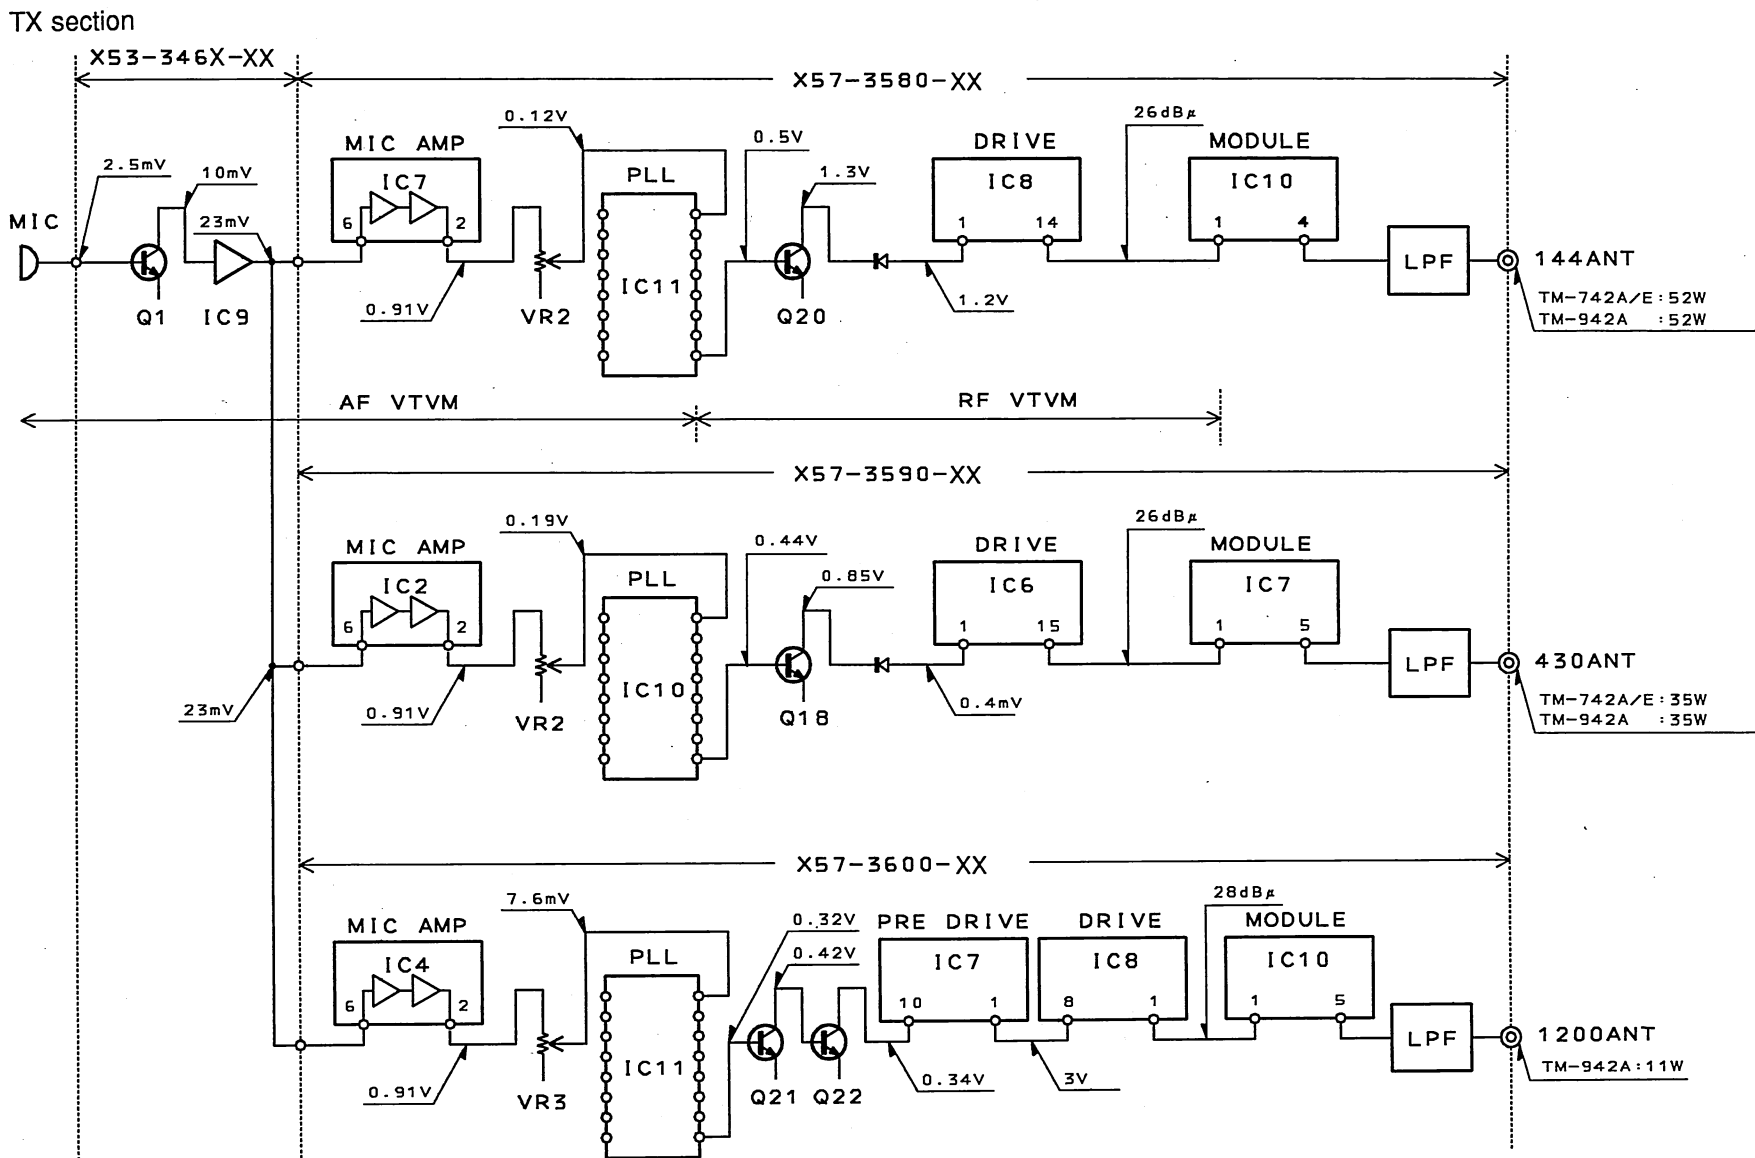 TX section
X53-346X-XX
X57-3580-XX
MIC
2.5mV
10mV
23mV
Q1
IC9
MIC AMP
IC7
6
2
0.91V
0.12V
VR2
PLL
IC11
0.5V
1.3V
Q20
1.2V
DRIVE
IC8
1
14
26dBμ
MODULE
IC10
1
4
LPF
144ANT
TM-742A/E:52W
TM-942A :52W
AF VTVM
RF VTVM
X57-3590-XX
23mV
MIC AMP
IC2
6
2
0.91V
0.19V
VR2
PLL
IC10
0.44V
0.85V
Q18
0.4mV
DRIVE
IC6
1
15
26dBμ
MODULE
IC7
1
5
LPF
430ANT
TM-742A/E:35W
TM-942A :35W
X57-3600-XX
MIC AMP
IC4
6
2
0.91V
7.6mV
VR3
PLL
IC11
0.32V
0.42V
Q21
Q22
0.34V
PRE DRIVE
IC7
10
1
3V
DRIVE
IC8
8
1
28dBμ
MODULE
IC10
1
5
LPF
1200ANT
TM-942A:11W